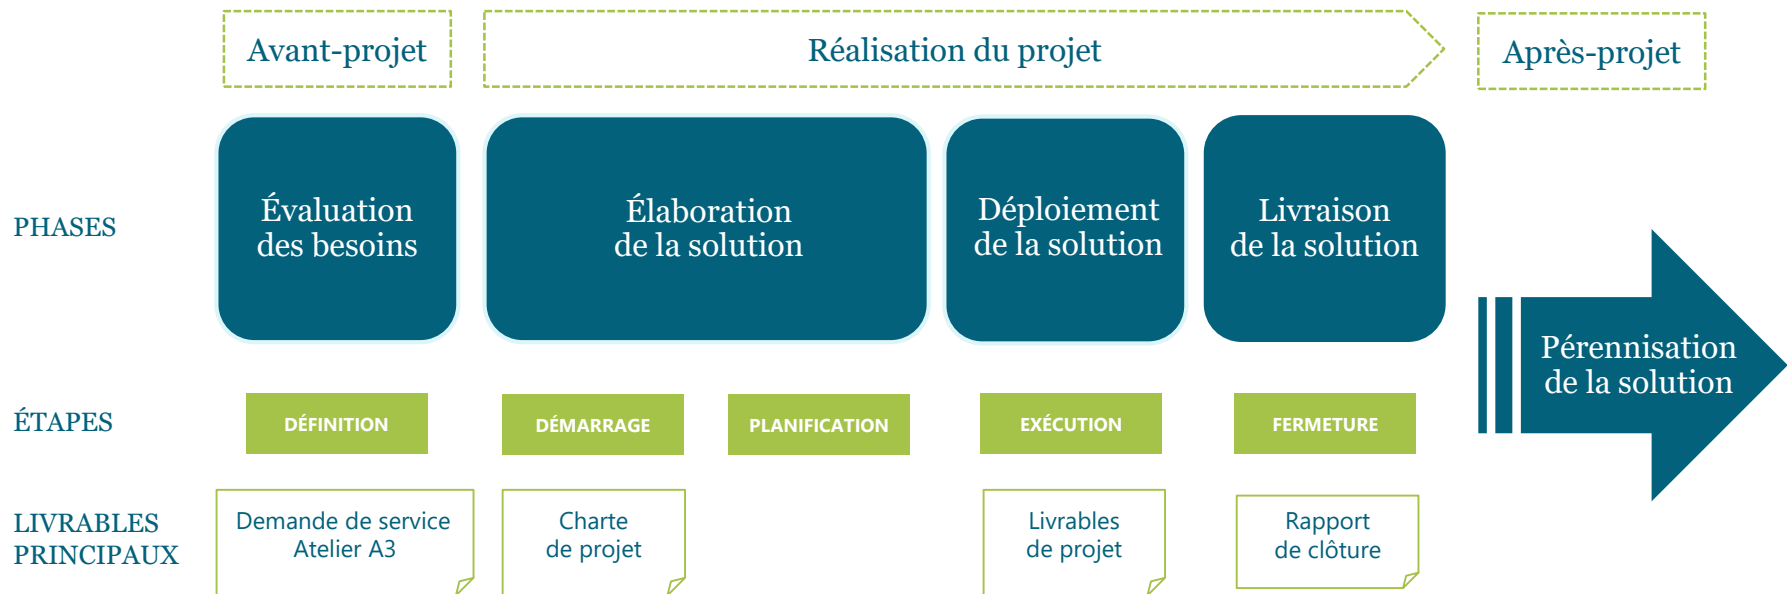 Avant-projet
Réalisation du projet
Après-projet
PHASES
Évaluation
des besoins
Élaboration
de la solution
Déploiement
de la solution
Livraison
de la solution
Pérennisation
de la solution
ÉTAPES
DÉFINITION
DÉMARRAGE
PLANIFICATION
EXÉCUTION
FERMETURE
LIVRABLES
PRINCIPAUX
Demande de service
Atelier A3
Charte
de projet
Livrables
de projet
Rapport
de clôture